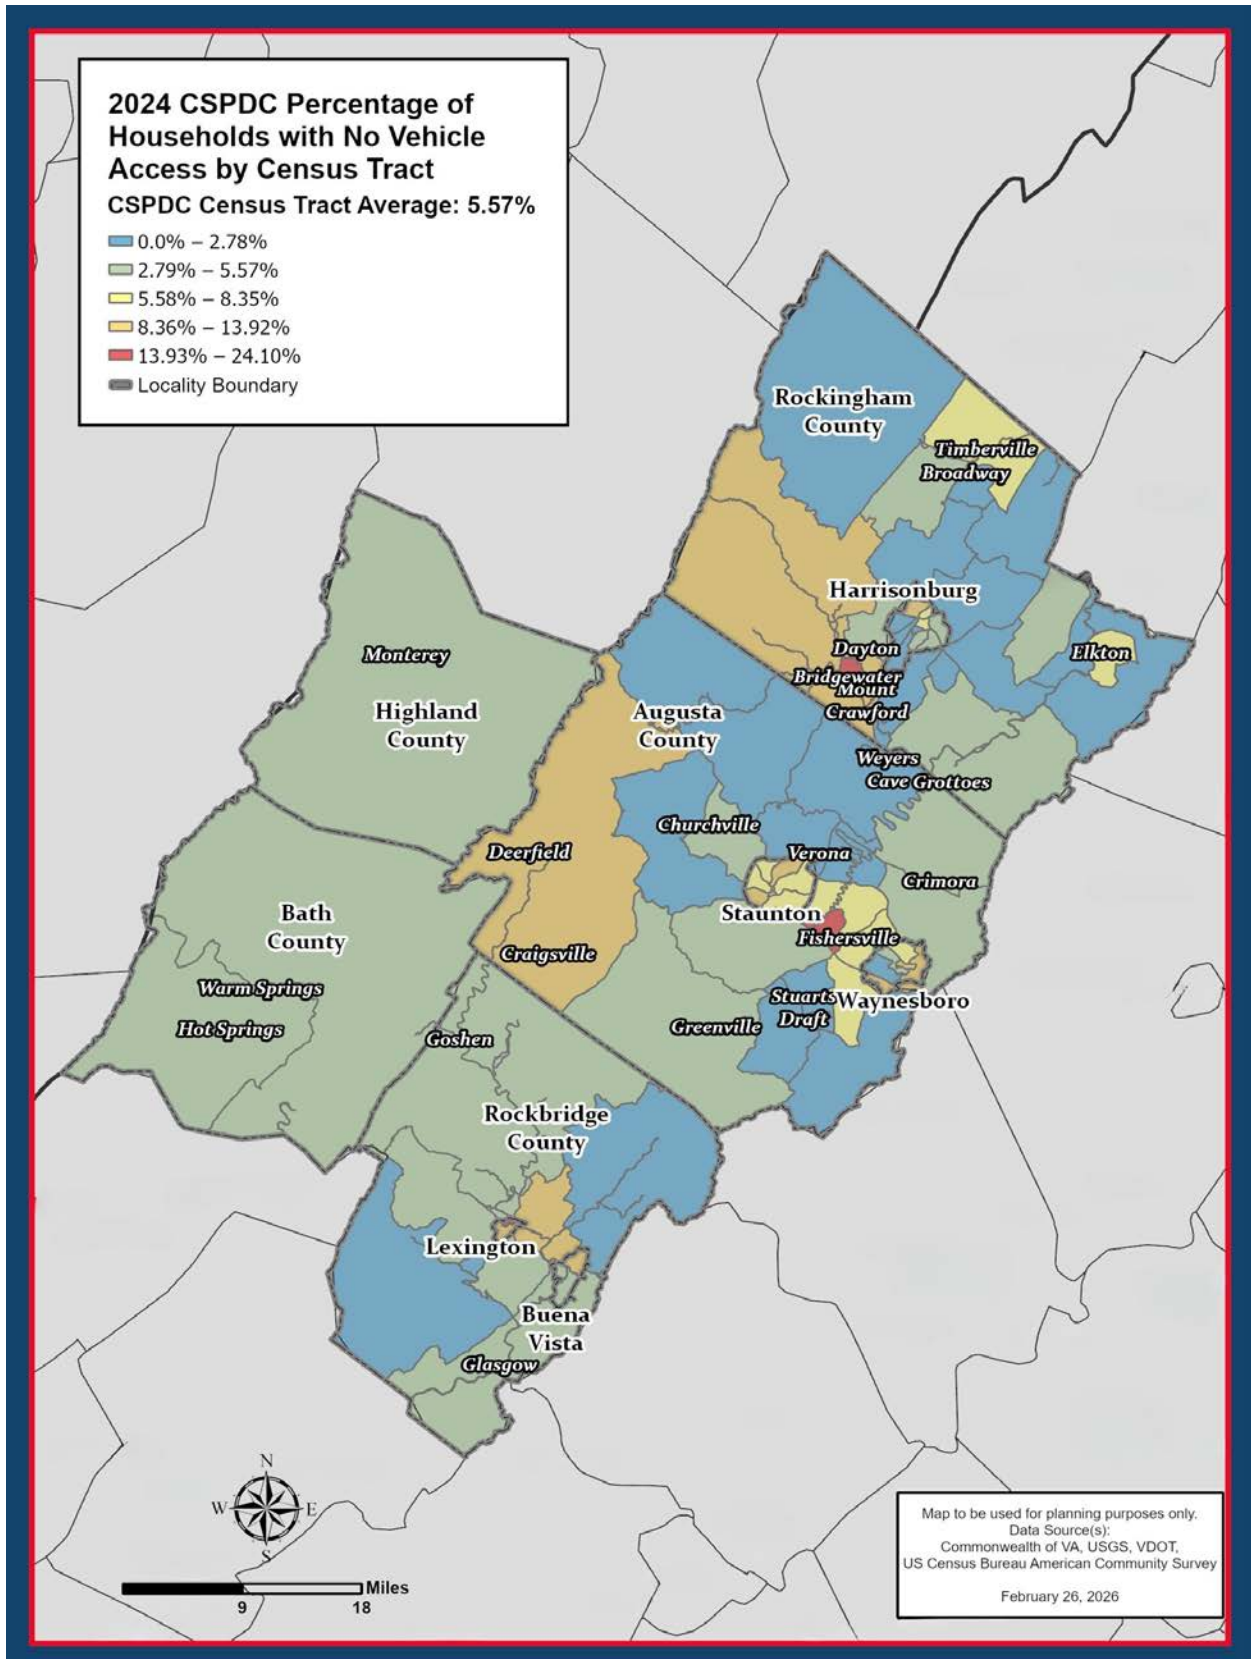 2024 CSPDC Percentage of
Households with No Vehicle
Access by Census Tract
CSPDC Census Tract Average: 5.57%
0.0% – 2.78%
2.79% – 5.57%
5.58% – 8.35%
8.36% – 13.92%
13.93% – 24.10%
Locality Boundary
Rockingham
County
Timberville
Broadway
Harrisonburg
Dayton
Elkton
Bridgewater
Mount
Crawford
Monterey
Highland
County
Augusta
County
Weyers
Cave Grottoes
Churchville
Verona
Deerfield
Crimora
Bath
County
Staunton
Fishersville
Craigsville
Warm Springs
Stuarts
Draft
Waynesboro
Hot Springs
Greenville
Goshen
Rockbridge
County
Lexington
Buena
Vista
Glasgow
N
W
E
S
Miles
9
18
Map to be used for planning purposes only.
Data Source(s):
Commonwealth of VA, USGS, VDOT,
US Census Bureau American Community Survey
February 26, 2026